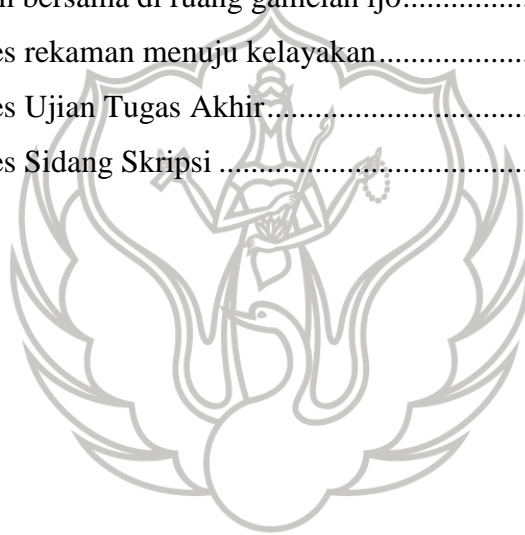 bersama di ruang gamelan ijo....................
es rekaman menuju kelayakan....................
es Ujian Tugas Akhir....................
es Sidang Skripsi ....................